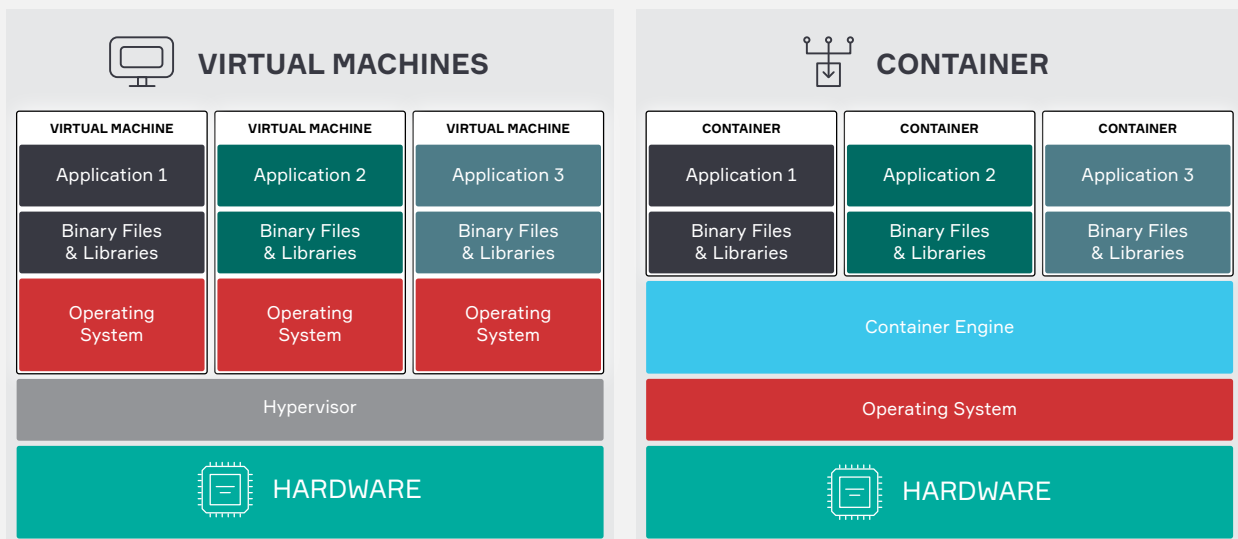 VIRTUAL MACHINES
VIRTUAL MACHINE
VIRTUAL MACHINE
VIRTUAL MACHINE
Application 1
Application 2
Application 3
Binary Files
& Libraries
Binary Files
& Libraries
Binary Files
& Libraries
Operating
System
Operating
System
Operating
System
Hypervisor
HARDWARE
CONTAINER
CONTAINER
CONTAINER
CONTAINER
Application 1
Application 2
Application 3
Binary Files
& Libraries
Binary Files
& Libraries
Binary Files
& Libraries
Container Engine
Operating System
HARDWARE